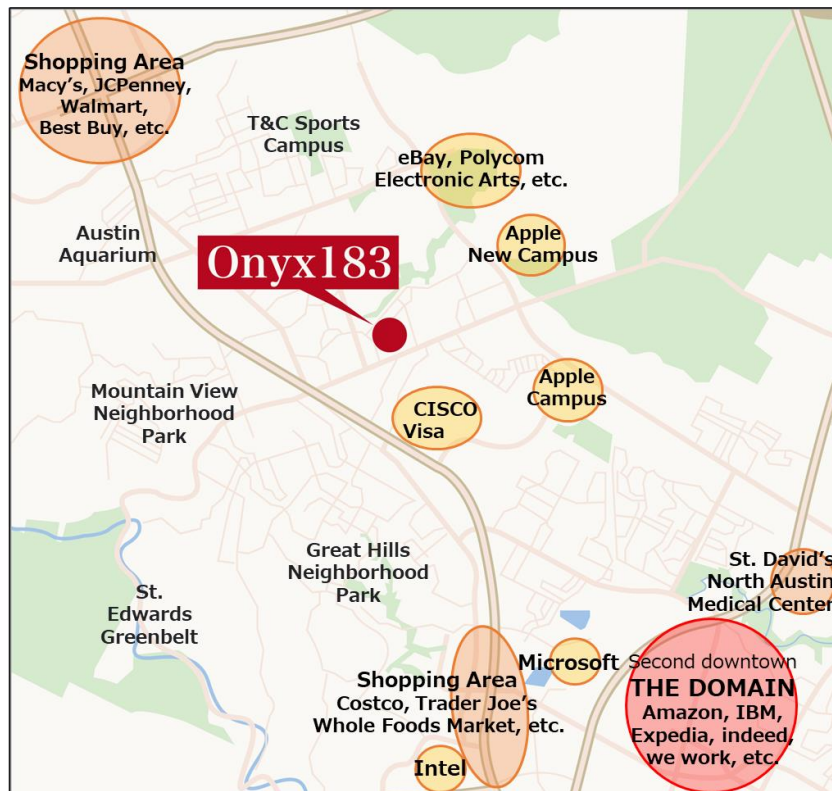 Shopping Area
Macy's, JCPenney,
Walmart,
Best Buy, etc.
T&C Sports
Campus
eBay, Polycom
Electronic Arts, etc.
Austin
Aquarium
Apple
New Campus
Onyx183
Mountain View
Neighborhood
Park
Apple
Campus
CISCO
Visa
Great Hills
Neighborhood
Park
St. David's
North Austin
Medical Center
St.
Edwards
Greenbelt
Shopping Area
Costco, Trader Joe's
Whole Foods Market, etc.
Microsoft
Second downtown
THE DOMAIN
Amazon, IBM,
Expedia, indeed,
we work, etc.
Intel